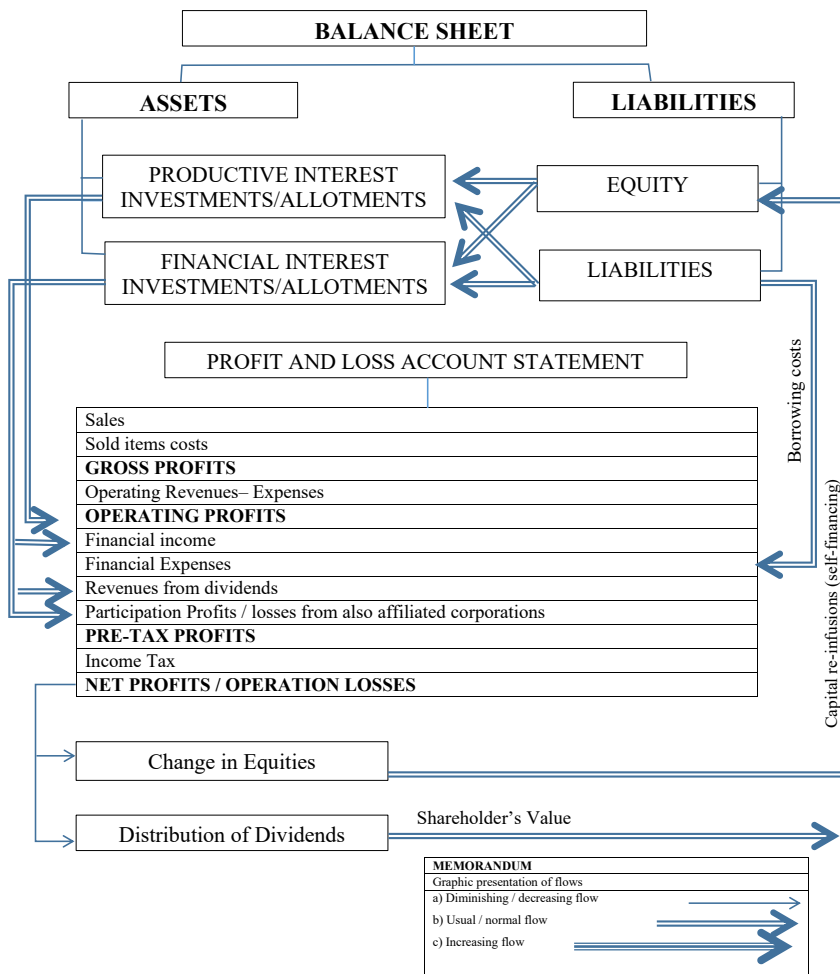 BALANCE SHEET
ASSETS
LIABILITIES
PRODUCTIVE INTEREST
INVESTMENTS/ALLOTMENTS
EQUITY
FINANCIAL INTEREST
INVESTMENTS/ALLOTMENTS
LIABILITIES
PROFIT AND LOSS ACCOUNT STATEMENT
Borrowing costs
Sales
Sold items costs
GROSS PROFITS
Operating Revenues– Expenses
OPERATING PROFITS
Financial income
Financial Expenses
Revenues from dividends
Participation Profits / losses from also affiliated corporations
PRE-TAX PROFITS
Income Tax
NET PROFITS / OPERATION LOSSES
Capital re-infusions (self-financing)
Change in Equities
Distribution of Dividends
Shareholder’s Value
MEMORANDUM
Graphic presentation of flows
a) Diminishing / decreasing flow
b) Usual / normal flow
c) Increasing flow